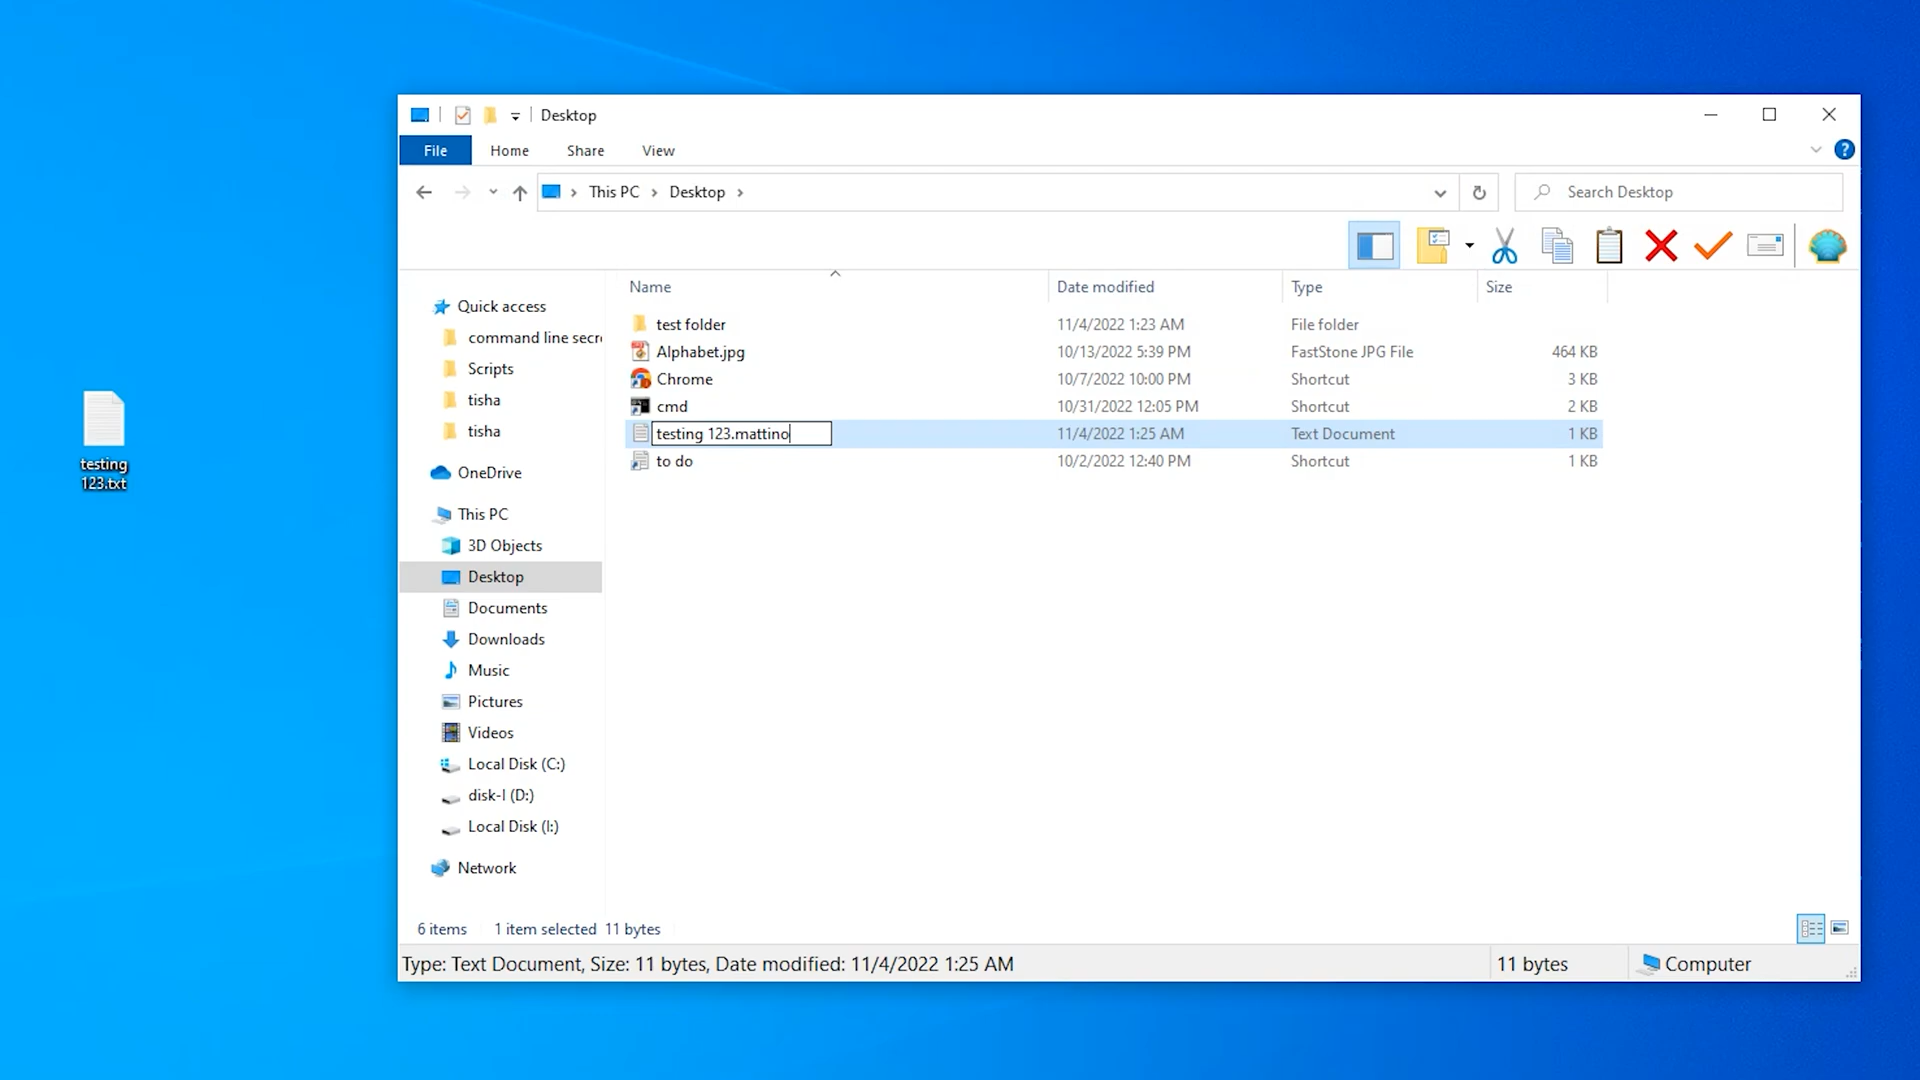 testing
123.txt
Desktop
File Home Share View
This PC Desktop
Search Desktop
Name Date modified Type Size
Quick access
command line secr
Scripts
tisha
tisha
OneDrive
This PC
3D Objects
Desktop
Documents
Downloads
Music
Pictures
Videos
Local Disk (C:)
disk-I (D:)
Local Disk (I:)
Network
test folder 11/4/2022 1:23 AM File folder
Alphabet.jpg 10/13/2022 5:39 PM FastStone JPG File 464 KB
Chrome 10/7/2022 10:00 PM Shortcut 3 KB
cmd 10/31/2022 12:05 PM Shortcut 2 KB
testing 123.mattino 11/4/2022 1:25 AM Text Document 1 KB
to do 10/2/2022 12:40 PM Shortcut 1 KB
6 items 1 item selected 11 bytes
Type: Text Document, Size: 11 bytes, Date modified: 11/4/2022 1:25 AM 11 bytes Computer